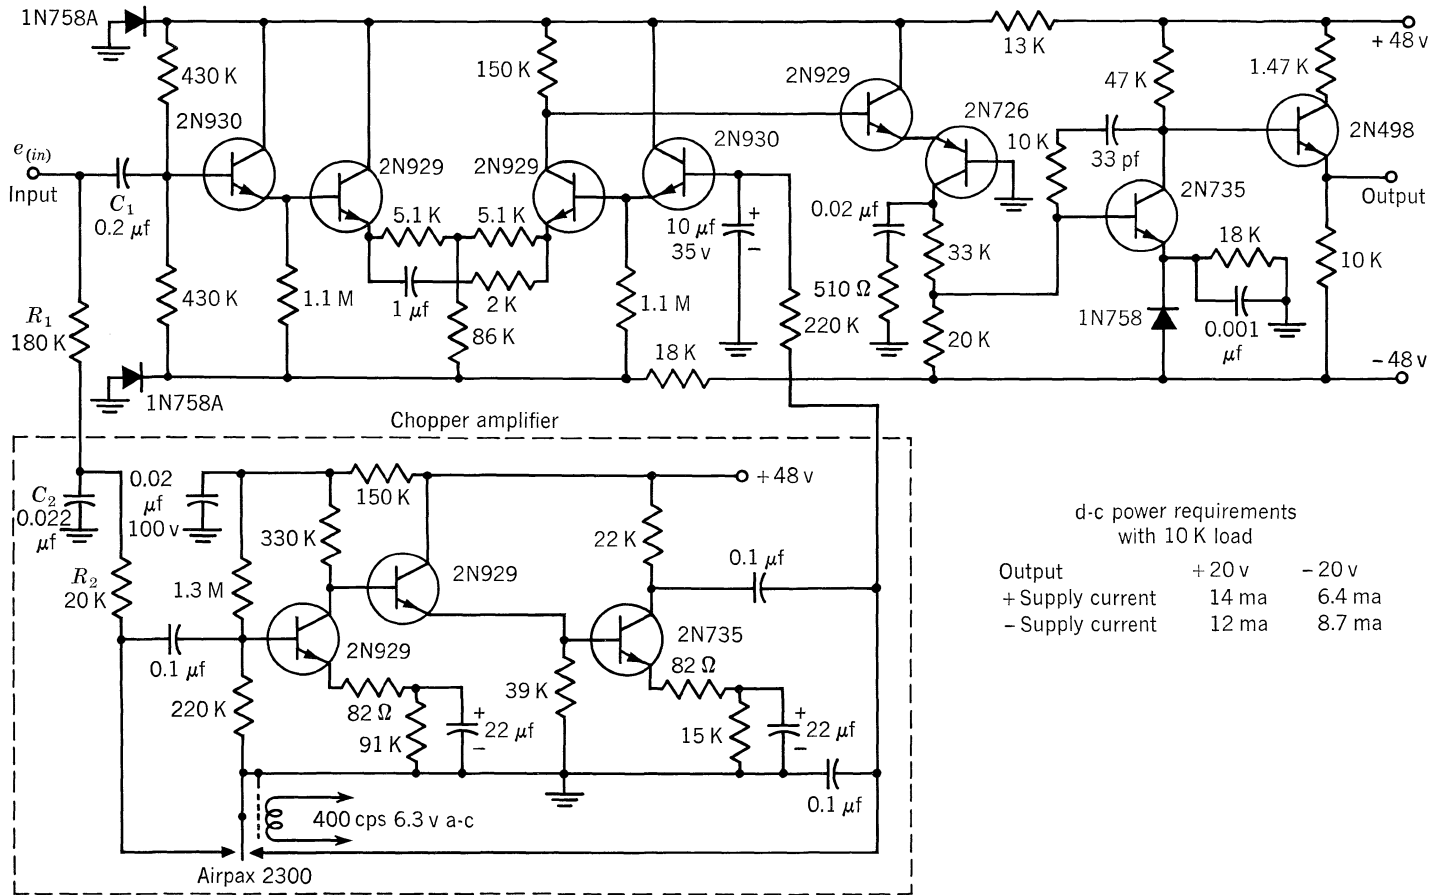 1N758A
430 K
2N930
150 K
2N929
13 K
+48 v
47 K
1.47 K
2N726
10 K
33 pf
2N498
e(in)
Input
C1
0.2 μf
2N929
2N929
2N930
2N735
Output
5.1 K
5.1 K
10 μf
35 v
+
−
0.02 μf
33 K
18 K
10 K
430 K
1.1 M
1 μf
2 K
86 K
1.1 M
220 K
510 Ω
20 K
1N758
0.001
μf
R1
180 K
18 K
−48 v
1N758A
Chopper amplifier
C2
0.022
μf
0.02
μf
100 v
150 K
+48 v
330 K
22 K
0.1 μf
R2
20 K
1.3 M
2N929
0.1 μf
2N929
2N735
220 K
82 Ω
91 K
+
22 μf
−
39 K
82 Ω
15 K
+
22 μf
−
0.1 μf
400 cps 6.3 v a-c
Airpax 2300
d-c power requirements
with 10 K load
Output +20 v −20 v
+Supply current 14 ma 6.4 ma
−Supply current 12 ma 8.7 ma